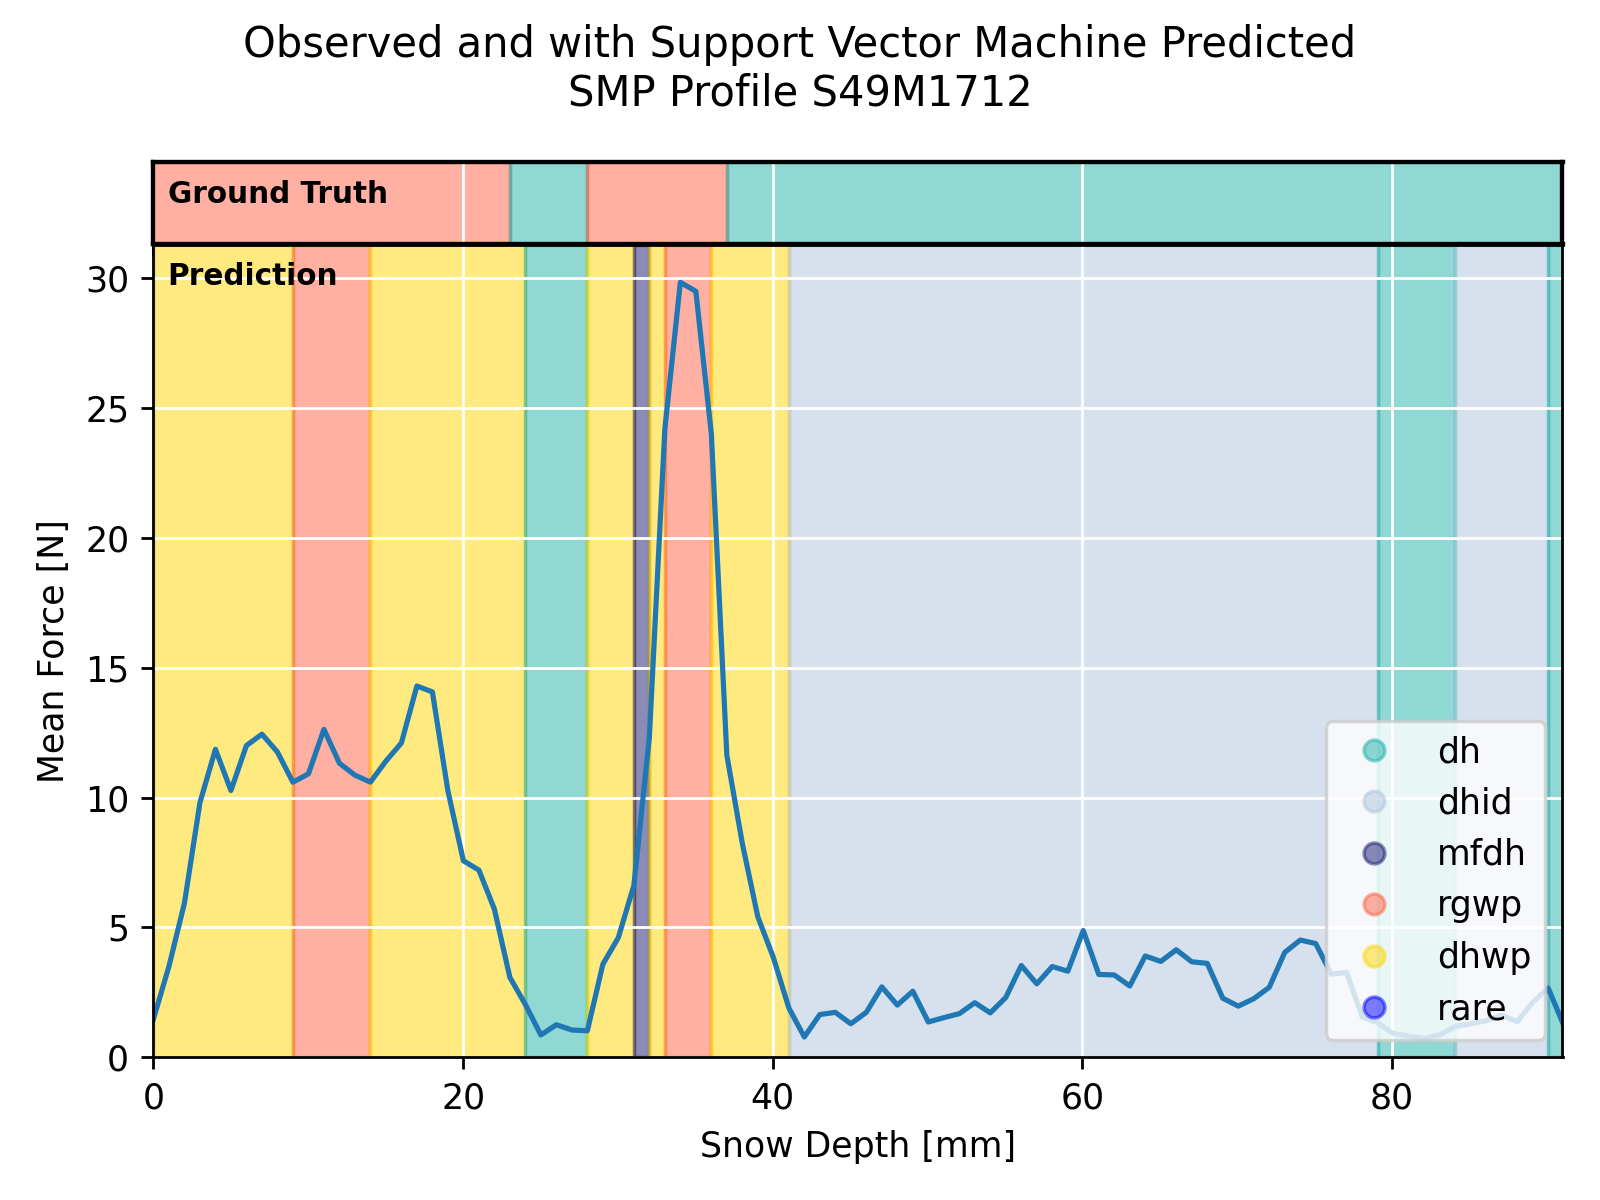 Observed and with Support Vector Machine Predicted
SMP Profile S49M1712
Ground Truth
Prediction
Mean Force [N]
30
25
20
15
10
5
0
0 20 40 60 80
Snow Depth [mm]
dh
dhid
mfdh
rgwp
dhwp
rare